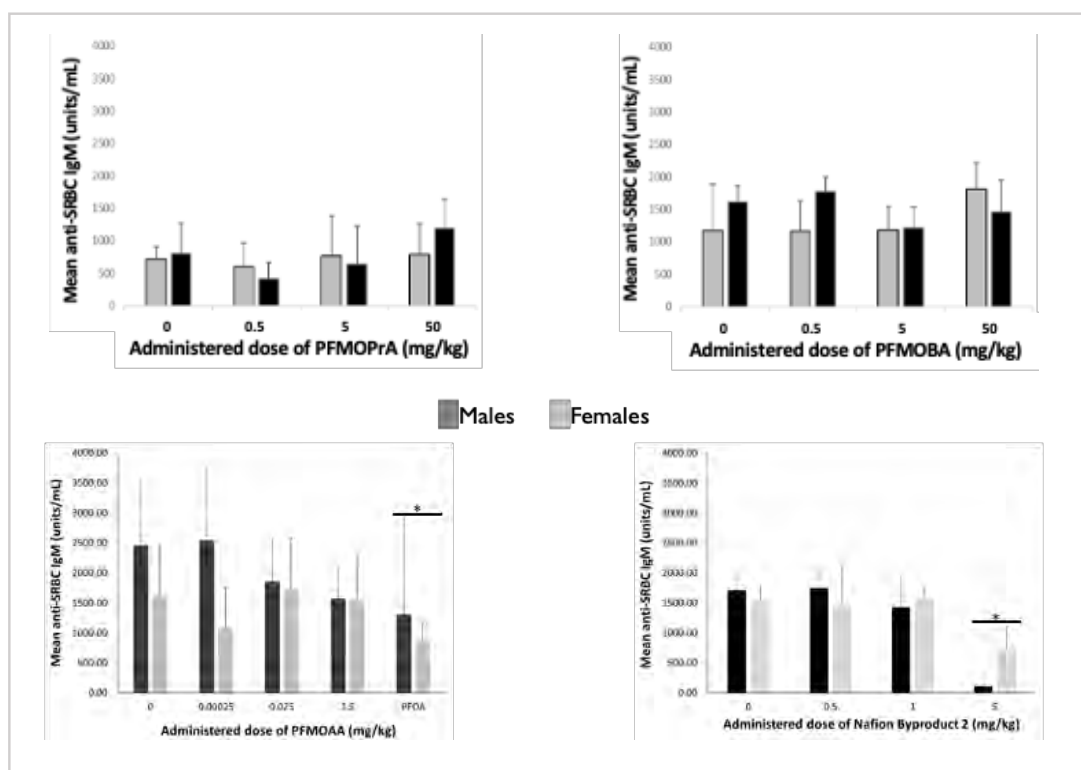 Mean anti-SRBC IgM (units/mL)
4000
3500
3000
2500
2000
1500
1000
500
0
0 0.5 5 50
Administered dose of PFMOPrA (mg/kg)
Mean anti-SRBC IgM (units/mL)
4000
3500
3000
2500
2000
1500
1000
500
0
0 0.5 5 50
Administered dose of PFMOBA (mg/kg)
Males Females
Mean anti-SRBC IgM (units/mL)
4000.00
3500.00
3000.00
2500.00
2000.00
1500.00
1000.00
500.00
0.00
*
0 0.00025 0.025 PFOA
Administered dose of PFMOAA (mg/kg)
Mean anti-SRBC IgM (units/mL)
4000.00
3500.00
3000.00
2500.00
2000.00
1500.00
1000.00
500.00
0.00
*
0 0.5 1 5
Administered dose of Nafion Byproduct 2 (mg/kg)